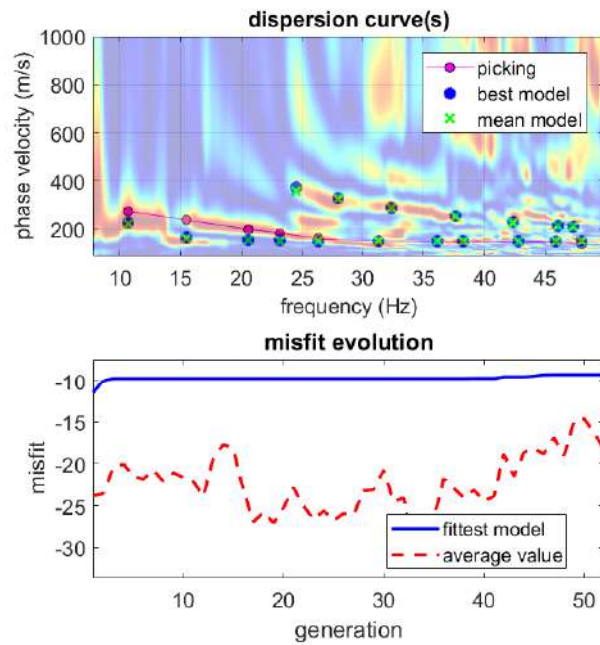 dispersion curve(s)
1000
800
600
400
200
phase velocity (m/s)
picking
best model
mean model
10 15 20 25 30 35 40 45
frequency (Hz)
misfit evolution
-10
-15
-20
-25
-30
misfit
fittest model
average value
10 20 30 40 50
generation